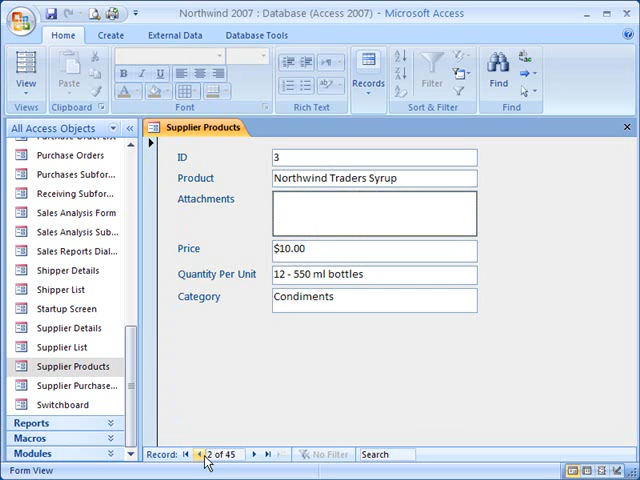 Northwind 2007 : Database (Access 2007) - Microsoft Access
Home Create External Data Database Tools
View
Paste
Records
Filter
Find
Views Clipboard Font Rich Text Sort & Filter Find
All Access Objects
Supplier Products
Purchase Orders
Purchases Subfor...
Receiving Subfor...
Sales Analysis Form
Sales Analysis Sub...
Sales Reports Dial...
Shipper Details
Shipper List
Startup Screen
Supplier Details
Supplier List
Supplier Products
Supplier Purchase...
Switchboard
Reports
Macros
Modules
ID 3
Product Northwind Traders Syrup
Attachments
Price $10.00
Quantity Per Unit 12 - 550 ml bottles
Category Condiments
Record: 2 of 45 No Filter Search
Form View